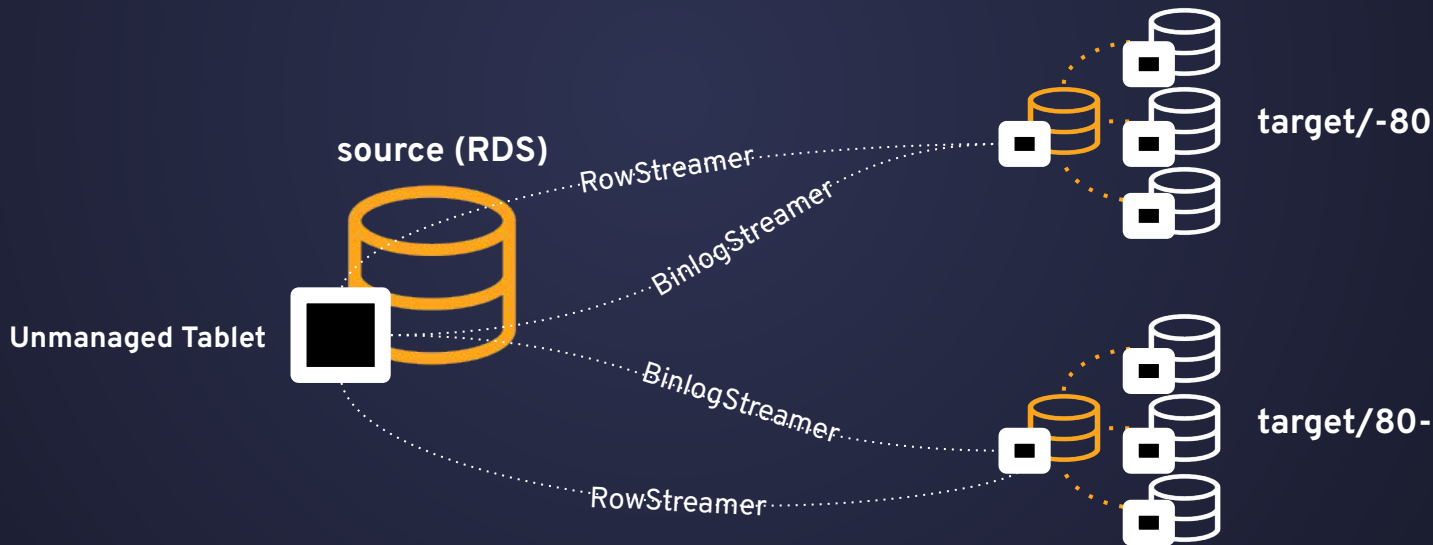 source (RDS)
Unmanaged Tablet
RowStreamer
BinlogStreamer
BinlogStreamer
RowStreamer
target/-80
target/80-